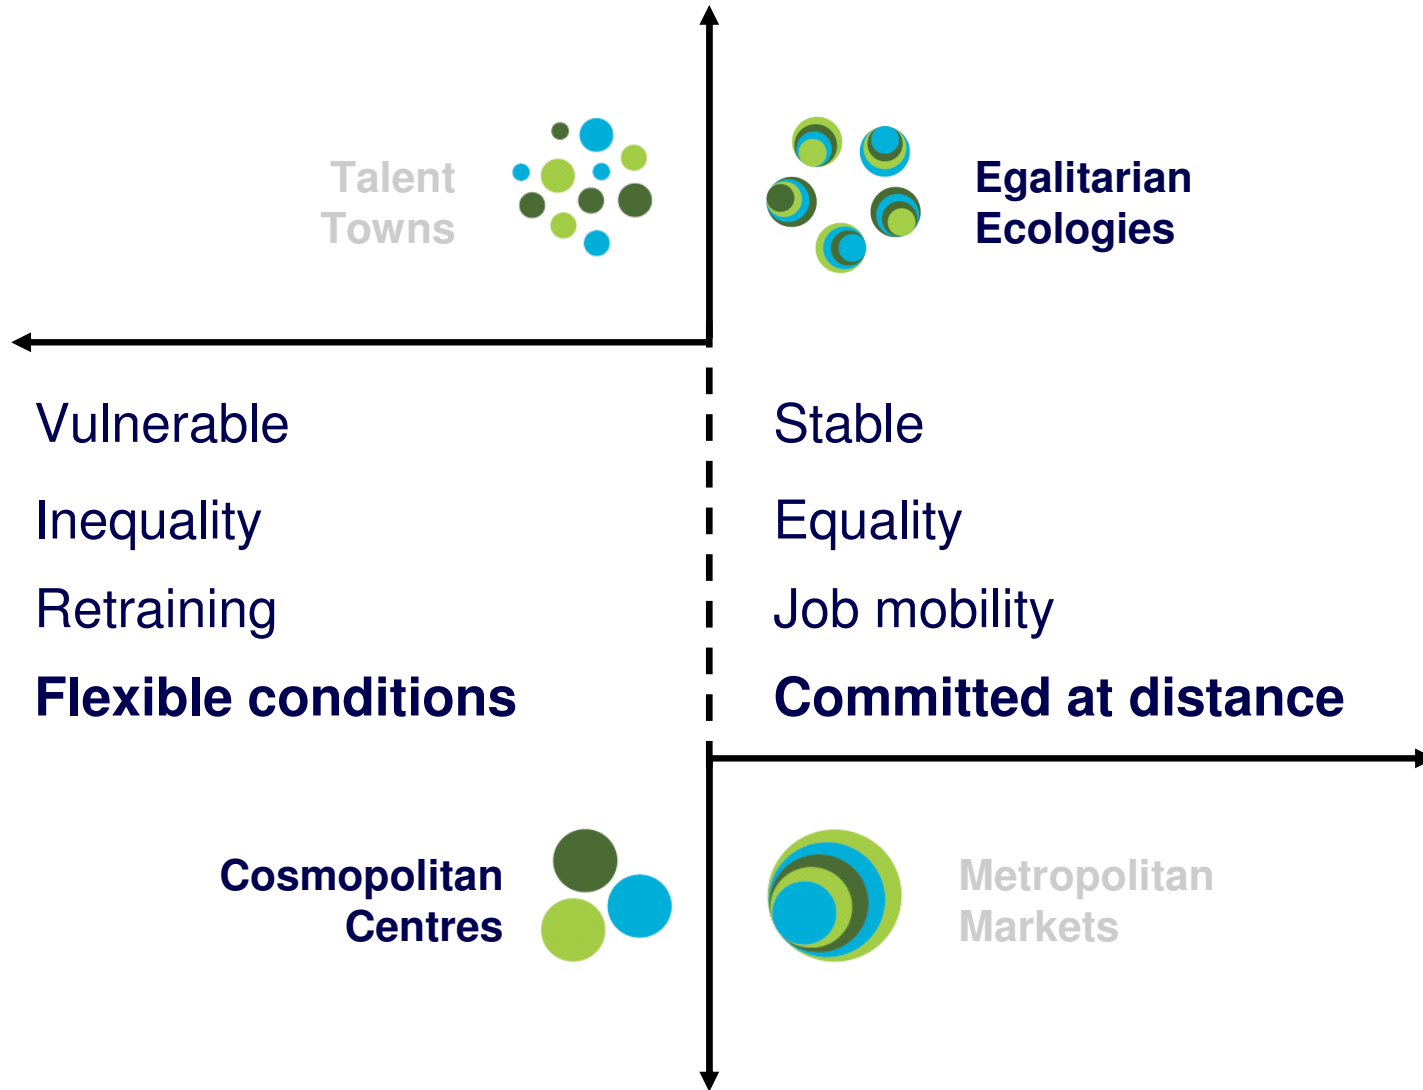 Talent
Towns
Egalitarian
Ecologies
Vulnerable
Stable
Inequality
Equality
Retraining
Job mobility
Flexible conditions
Committed at distance
Cosmopolitan
Centres
Metropolitan
Markets